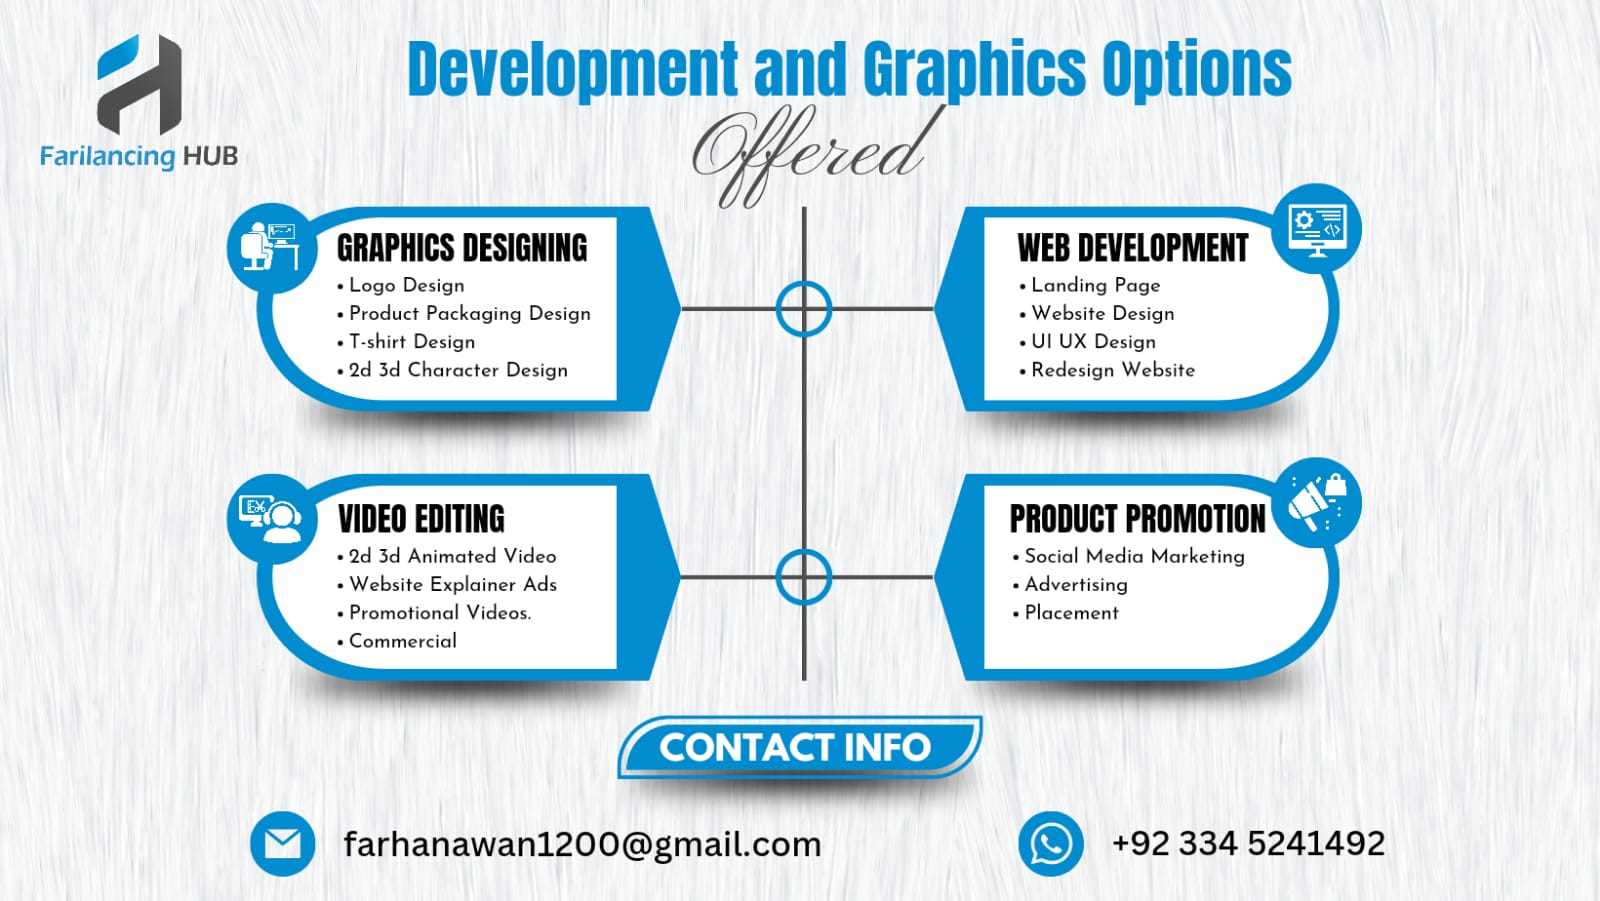 Farilancing HUB
Development and Graphics Options
Offered
GRAPHICS DESIGNING
• Logo Design
• Product Packaging Design
• T-shirt Design
• 2d 3d Character Design
WEB DEVELOPMENT
• Landing Page
• Website Design
• UI UX Design
• Redesign Website
VIDEO EDITING
• 2d 3d Animated Video
• Website Explainer Ads
• Promotional Videos.
• Commercial
PRODUCT PROMOTION
• Social Media Marketing
• Advertising
• Placement
CONTACT INFO
farhanawan1200@gmail.com
+92 334 5241492